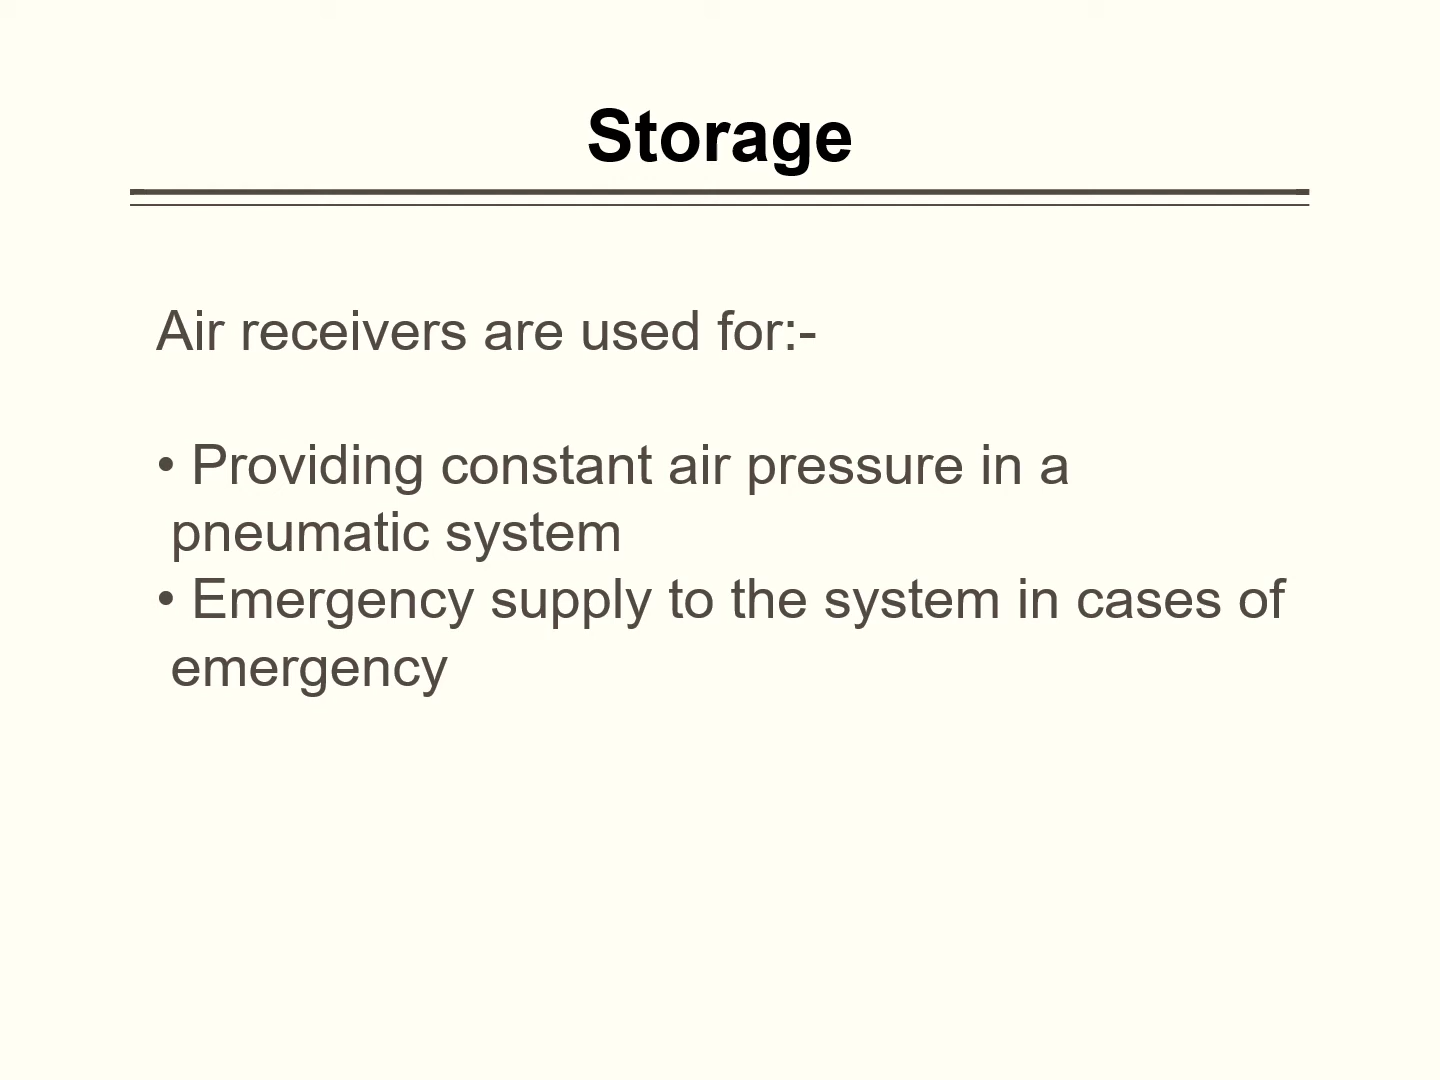 Storage
Air receivers are used for:-
• Providing constant air pressure in a
pneumatic system
• Emergency supply to the system in cases of
emergency